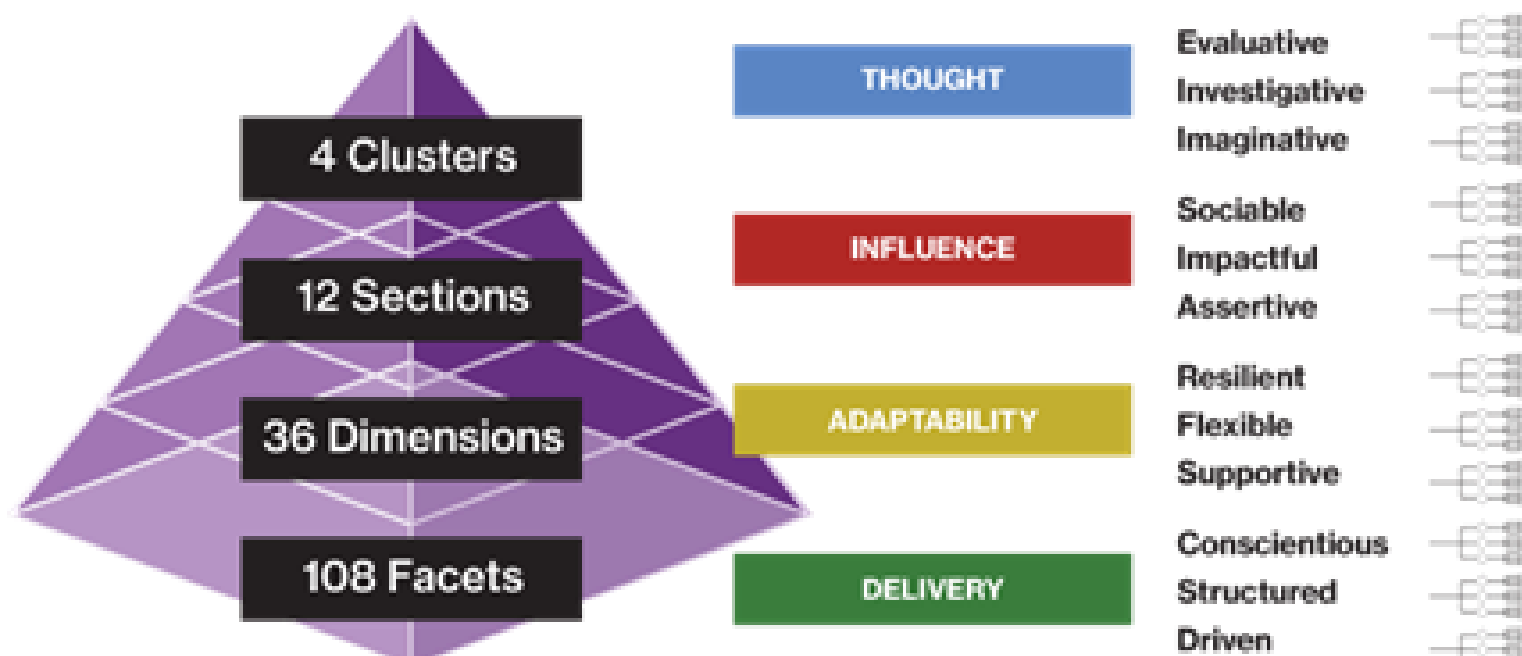 4 Clusters
12 Sections
36 Dimensions
108 Facets
THOUGHT
Evaluative
Investigative
Imaginative
INFLUENCE
Sociable
Impactful
Assertive
ADAPTABILITY
Resilient
Flexible
Supportive
DELIVERY
Conscientious
Structured
Driven